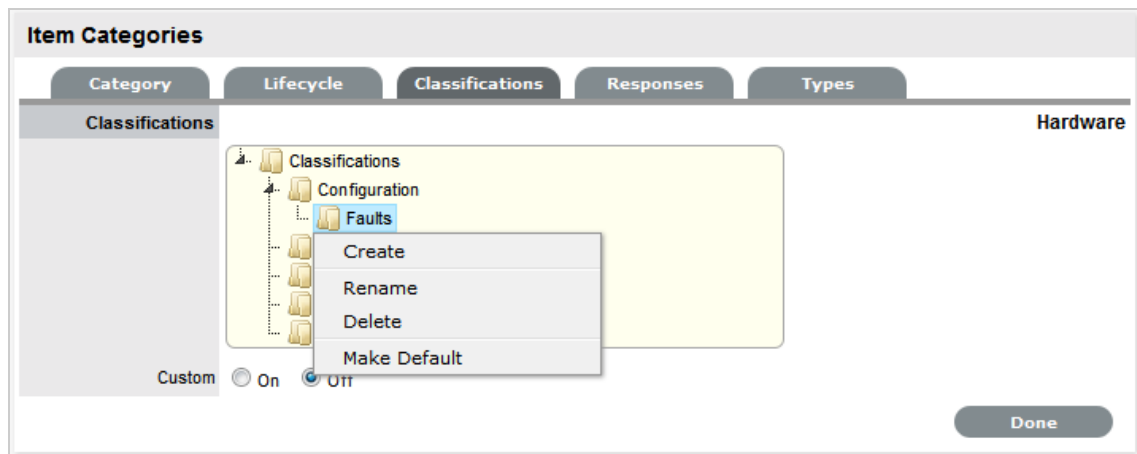 Item Categories
Category Lifecycle Classifications Responses Types
Classifications Hardware
Classifications
Configuration
Faults
Create
Rename
Delete
Make Default
Custom On Off
Done